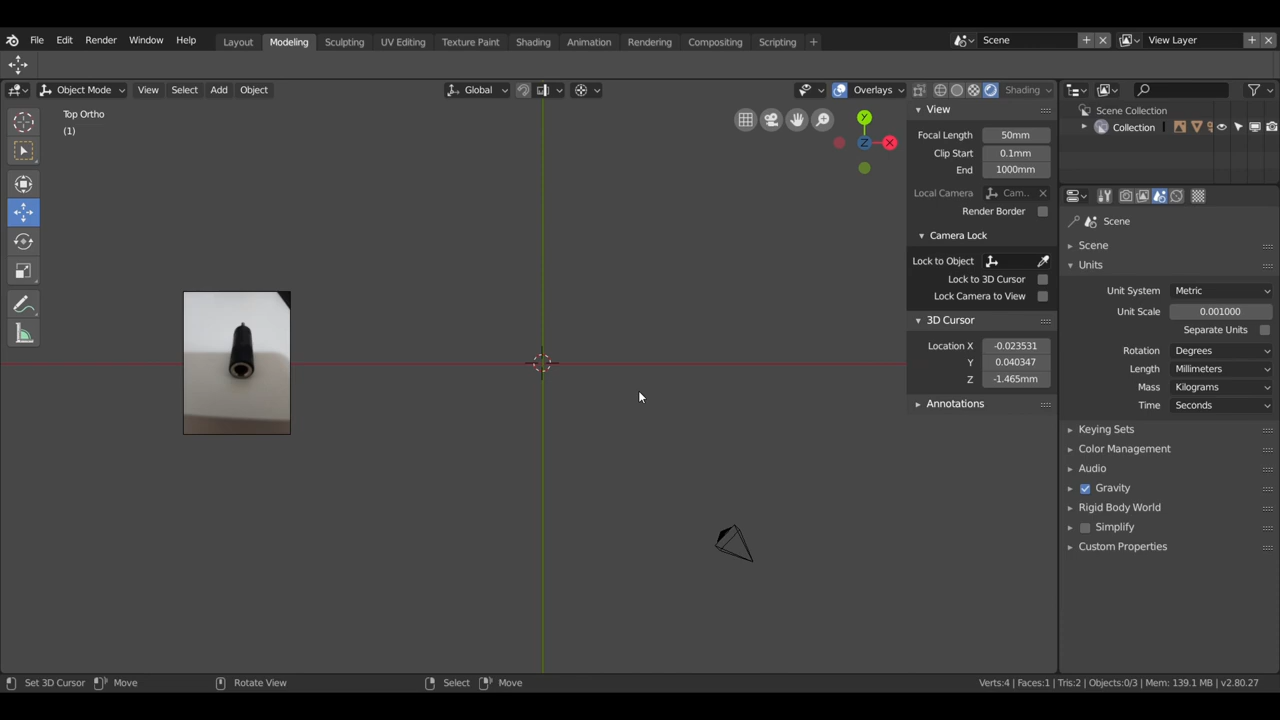 File Edit Render Window Help Layout Modeling Sculpting UV Editing Texture Paint Shading Animation Rendering Compositing Scripting + Scene View Layer
Object Mode View Select Add Object Global Overlays Shading
Top Ortho
(1)
Y
Z
X
View
Focal Length 50mm
Clip Start 0.1mm
End 1000mm
Local Camera Cam...
Render Border
Camera Lock
Lock to Object
Lock to 3D Cursor
Lock Camera to View
3D Cursor
Location X -0.023531
Y 0.040347
Z -1.465mm
Annotations
Scene Collection
Collection
Scene
Scene
Units
Unit System Metric
Unit Scale 0.001000
Separate Units
Rotation Degrees
Length Millimeters
Mass Kilograms
Time Seconds
Keying Sets
Color Management
Audio
Gravity
Rigid Body World
Simplify
Custom Properties
Set 3D Cursor Move Rotate View Select Move Verts:4 | Faces:1 | Tris:2 | Objects:0/3 | Mem: 139.1 MB | v2.80.27